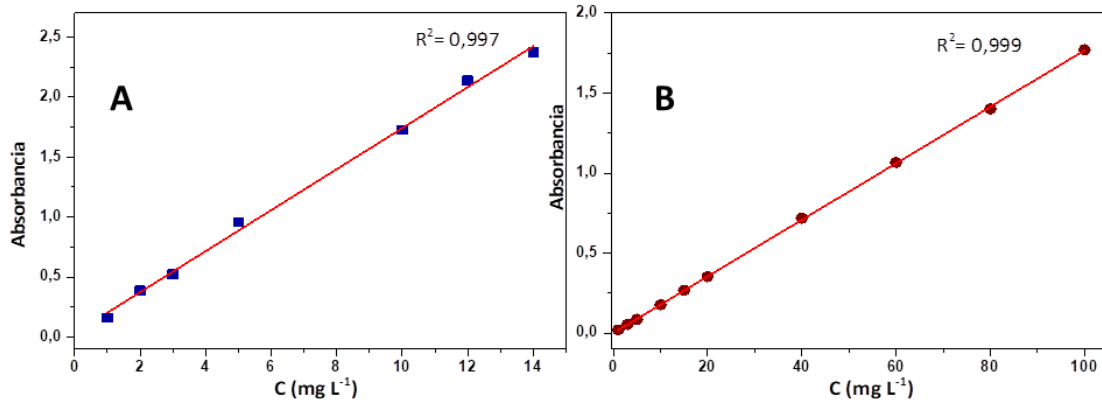 A
R²= 0,997
Absorbancia
2,5
2,0
1,5
1,0
0,5
0,0
0 2 4 6 8 10 12 14
C (mg L⁻¹)
B
R²= 0,999
Absorbancia
2,0
1,5
1,0
0,5
0,0
0 20 40 60 80 100
C (mg L⁻¹)